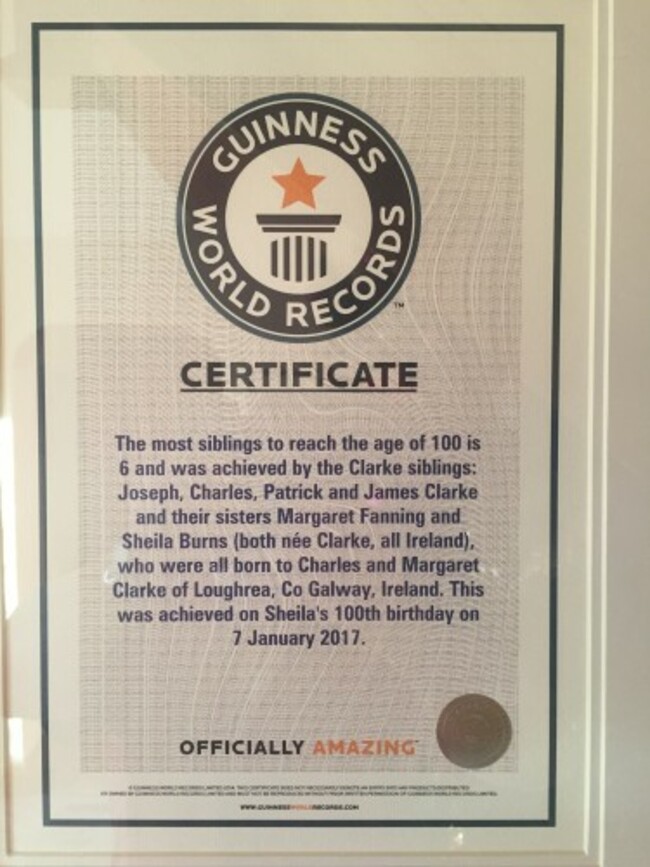 GUINNESS
WORLD RECORDS
TM
CERTIFICATE
The most siblings to reach the age of 100 is
6 and was achieved by the Clarke siblings:
Joseph, Charles, Patrick and James Clarke
and their sisters Margaret Fanning and
Sheila Burns (both née Clarke, all Ireland),
who were all born to Charles and Margaret
Clarke of Loughrea, Co Galway, Ireland. This
was achieved on Sheila's 100th birthday on
7 January 2017.
OFFICIALLY AMAZING
WWW.GUINNESSWORLDRECORDS.COM